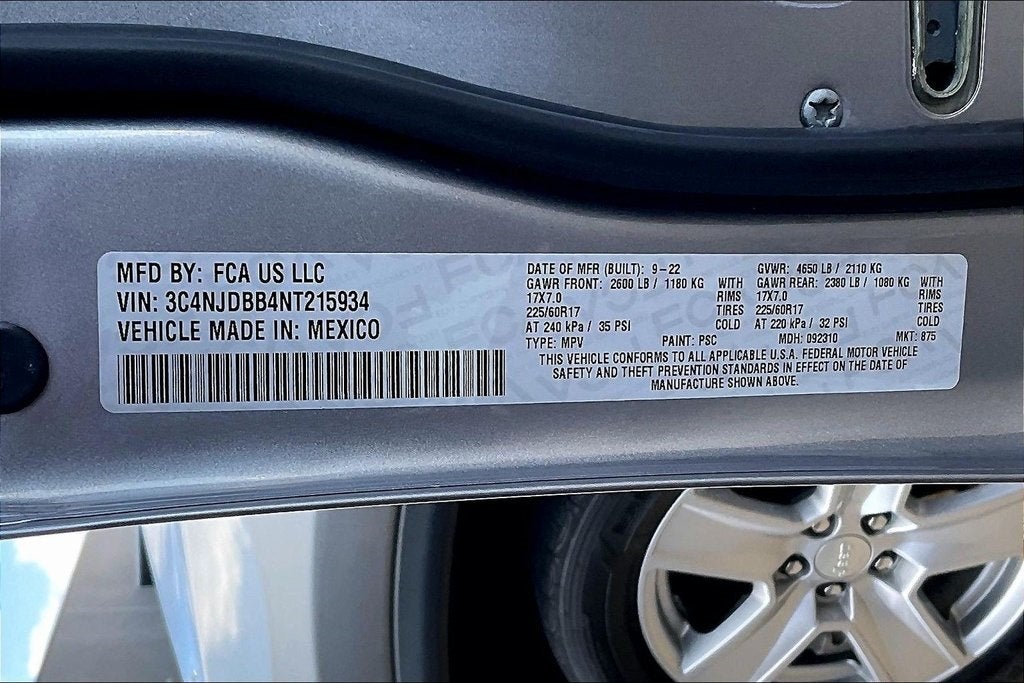 MFD BY: FCA US LLC
VIN: 3C4NJDBB4NT215934
VEHICLE MADE IN: MEXICO
DATE OF MFR (BUILT): 9-22 GVWR: 4650 LB / 2110 KG
GAWR FRONT: 2600 LB / 1180 KG WITH GAWR REAR: 2380 LB / 1080 KG WITH
17X7.0 RIMS 17X7.0 RIMS
225/60R17 TIRES 225/60R17 TIRES
AT 240 kPa / 35 PSI COLD AT 220 kPa / 32 PSI COLD
TYPE: MPV PAINT: PSC MDH: 092310 MKT: 875
THIS VEHICLE CONFORMS TO ALL APPLICABLE U.S.A. FEDERAL MOTOR VEHICLE
SAFETY AND THEFT PREVENTION STANDARDS IN EFFECT ON THE DATE OF
MANUFACTURE SHOWN ABOVE.
Jeep